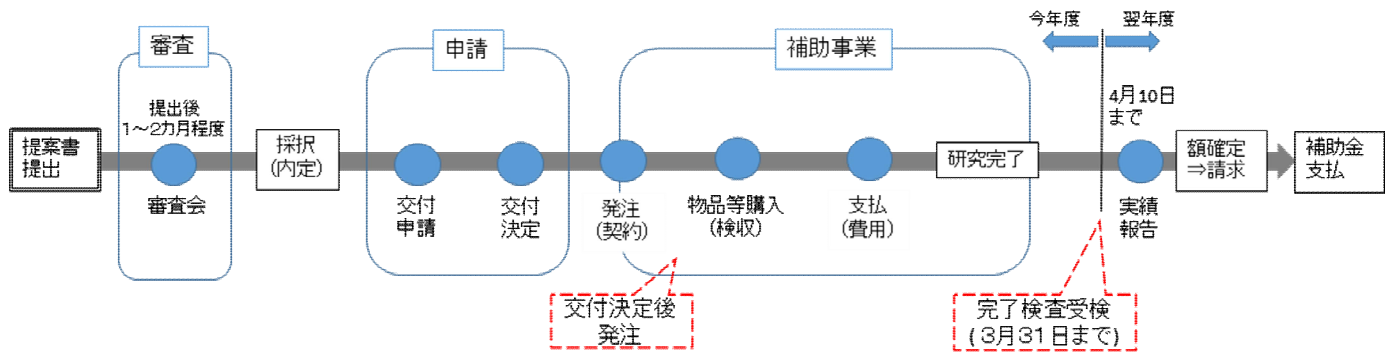 今年度
翌年度
審査
申請
補助事業
提出後
1～2カ月程度
4月10日
まで
提案書
提出
採択
(内定)
研究完了
額確定
⇒請求
補助金
支払
審査会
交付
申請
交付
決定
発注
(契約)
物品等購入
(検収)
支払
(費用)
実績
報告
交付決定後
発注
完了検査受検
(３月31日まで)